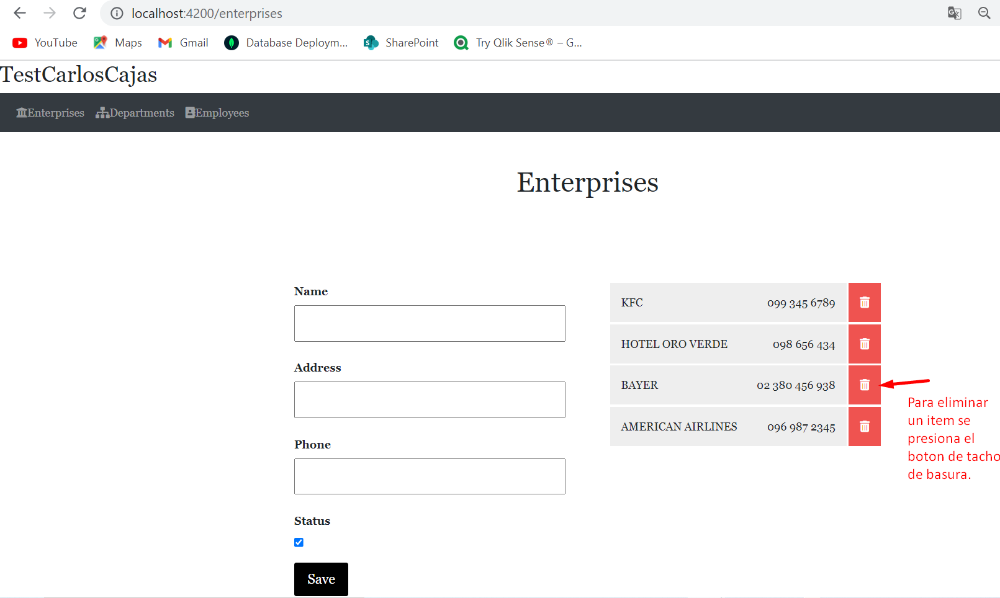 localhost:4200/enterprises
YouTube Maps Gmail Database Deploym... SharePoint Try Qlik Sense® – G...
TestCarlosCajas
Enterprises Departments Employees
Enterprises
Name
Address
Phone
Status
Save
KFC 099 345 6789
HOTEL ORO VERDE 098 656 434
BAYER 02 380 456 938
AMERICAN AIRLINES 096 987 2345
Para eliminar
un item se
presiona el
boton de tacho
de basura.